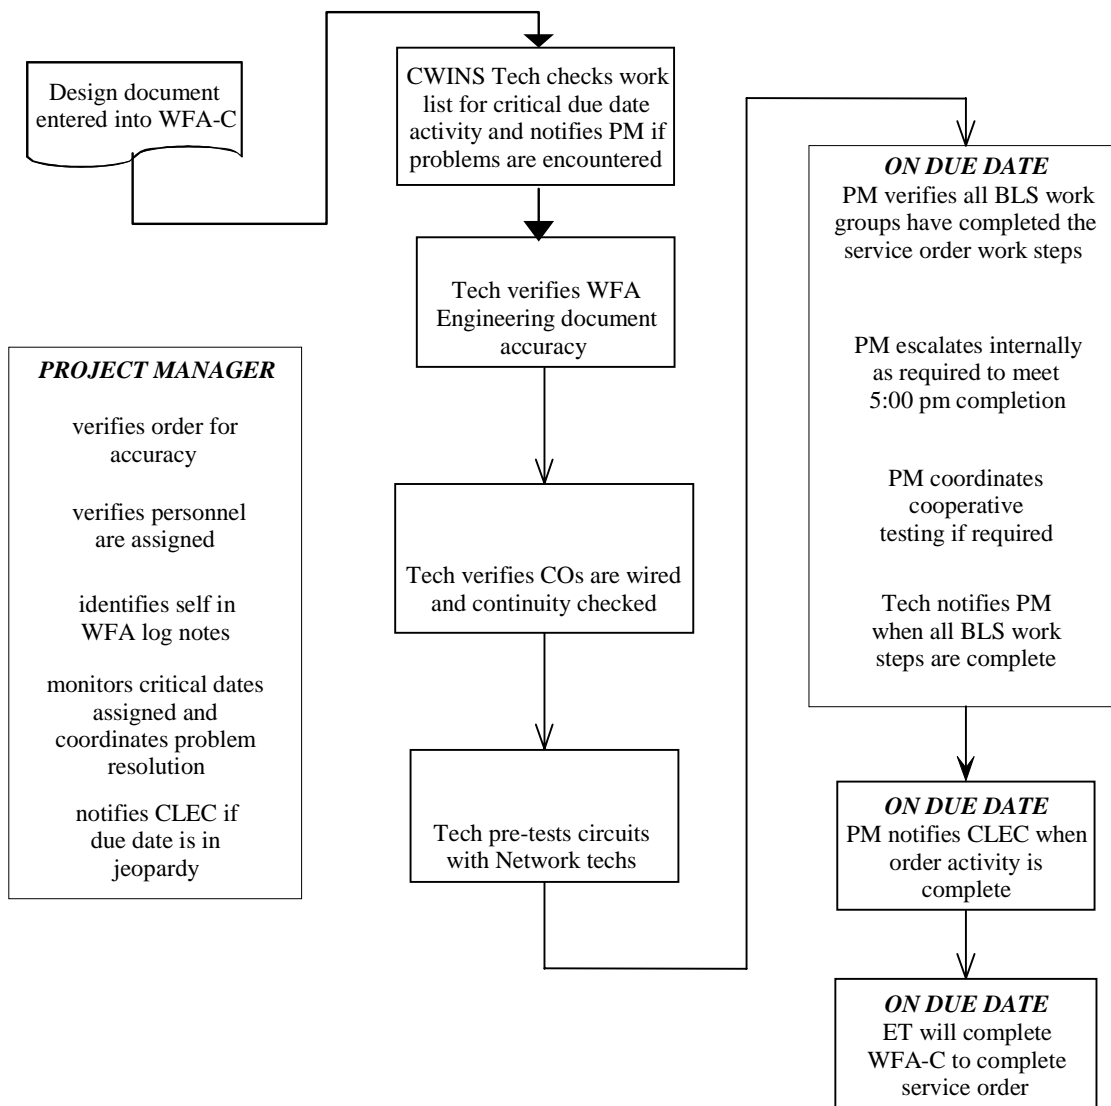 Design document
entered into WFA-C
CWINS Tech checks work
list for critical due date
activity and notifies PM if
problems are encountered
Tech verifies WFA
Engineering document
accuracy
Tech verifies COs are wired
and continuity checked
Tech pre-tests circuits
with Network techs
PROJECT MANAGER
verifies order for
accuracy
verifies personnel
are assigned
identifies self in
WFA log notes
monitors critical dates
assigned and
coordinates problem
resolution
notifies CLEC if
due date is in
jeopardy
ON DUE DATE
PM verifies all BLS work
groups have completed the
service order work steps
PM escalates internally
as required to meet
5:00 pm completion
PM coordinates
cooperative
testing if required
Tech notifies PM
when all BLS work
steps are complete
ON DUE DATE
PM notifies CLEC when
order activity is
complete
ON DUE DATE
ET will complete
WFA-C to complete
service order